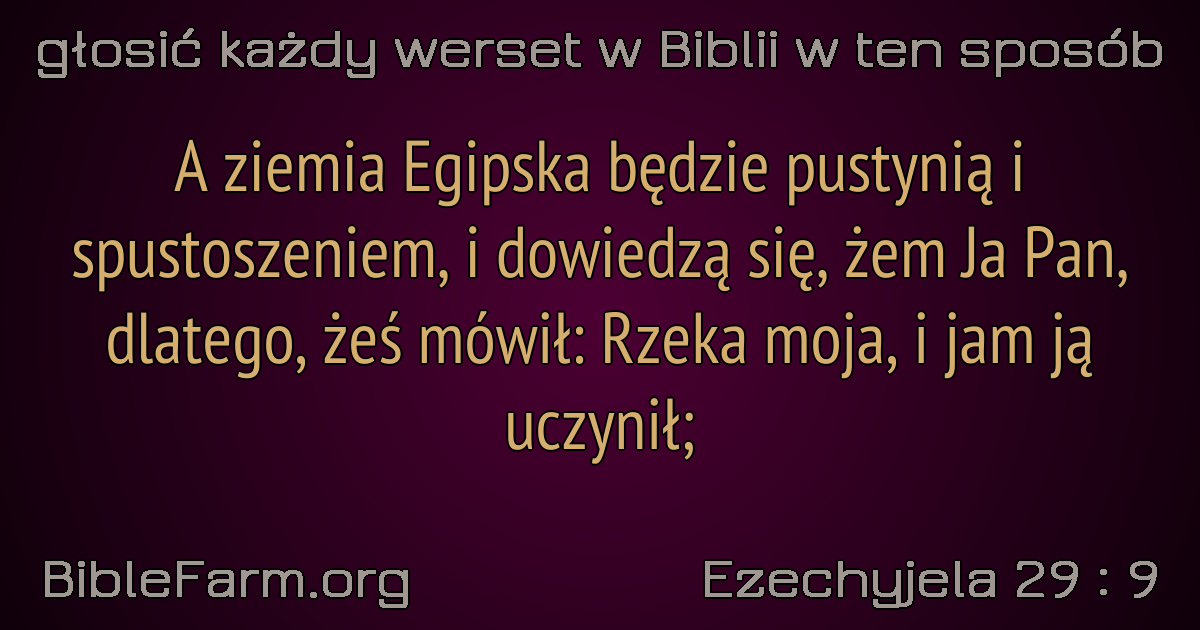 głosić każdy werset w Biblii w ten sposób
A ziemia Egipska będzie pustynią i
spustoszeniem, i dowiedzą się, żem Ja Pan,
dlatego, żeś mówił: Rzeka moja, i jam ją
uczynił;
BibleFarm.org
Ezechyjela 29 : 9